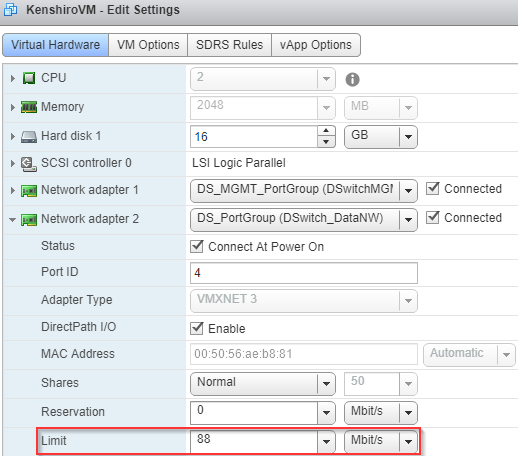 KenshiroVM - Edit Settings
Virtual Hardware VM Options SDRS Rules vApp Options
CPU 2
Memory 2048 MB
Hard disk 1 16 GB
SCSI controller 0 LSI Logic Parallel
Network adapter 1 DS_MGMT_PortGroup (DSwitchMGM Connected
Network adapter 2 DS_PortGroup (DSwitch_DataNW) Connected
Status Connect At Power On
Port ID 4
Adapter Type VMXNET 3
DirectPath I/O Enable
MAC Address 00:50:56:ae:b8:81 Automatic
Shares Normal 50
Reservation 0 Mbit/s
Limit 88 Mbit/s